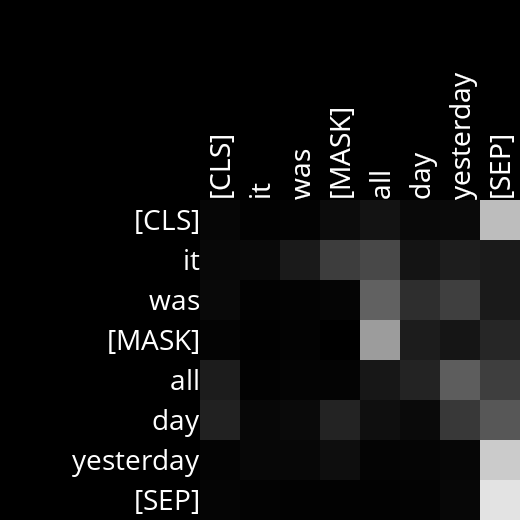 [CLS] it was [MASK] all day yesterday [SEP]
[CLS]
it
was
[MASK]
all
day
yesterday
[SEP]